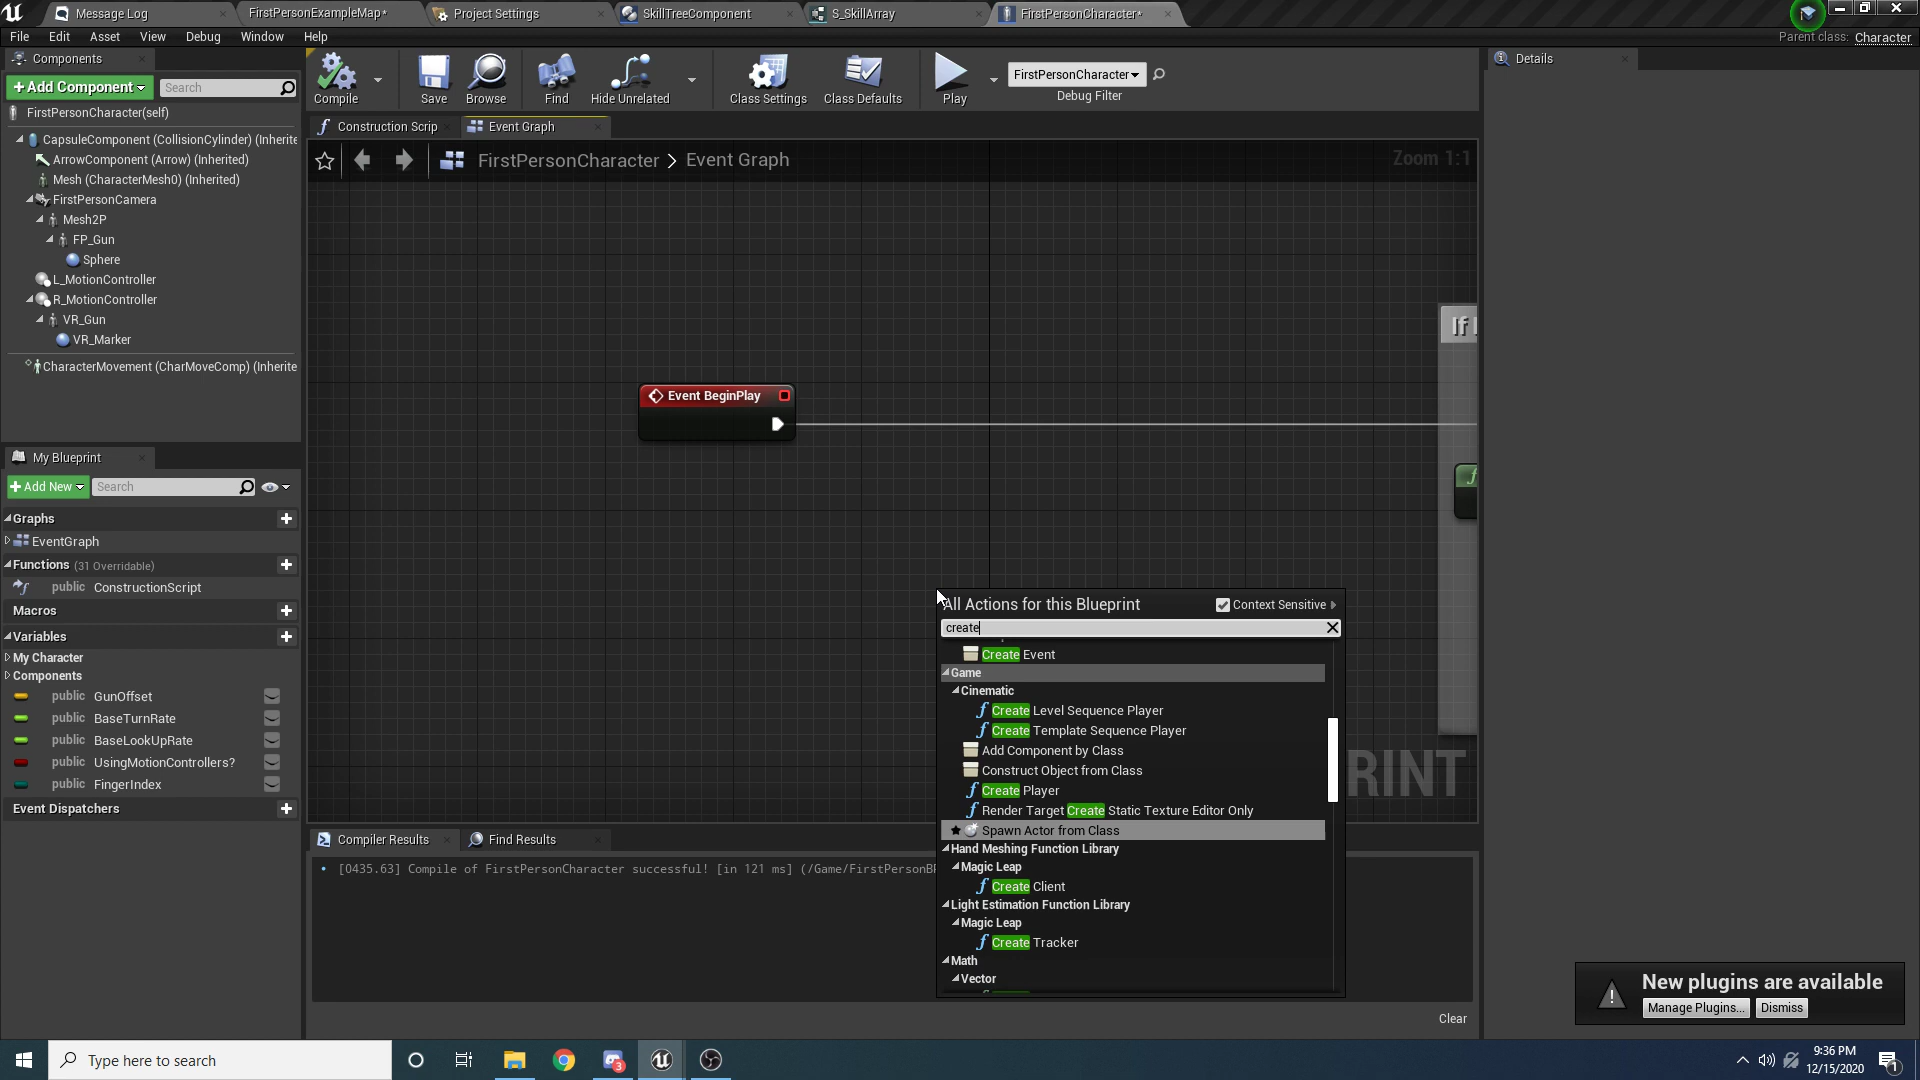 Message Log
FirstPersonExampleMap*
Project Settings
SkillTreeComponent
S_SkillArray
FirstPersonCharacter*
File Edit Asset View Debug Window Help
Parent class: Character
Components
+Add Component
Search
FirstPersonCharacter(self)
CapsuleComponent (CollisionCylinder) (Inherite
ArrowComponent (Arrow) (Inherited)
Mesh (CharacterMesh0) (Inherited)
FirstPersonCamera
Mesh2P
FP_Gun
Sphere
L_MotionController
R_MotionController
VR_Gun
VR_Marker
CharacterMovement (CharMoveComp) (Inherite
Compile
Save
Browse
Find
Hide Unrelated
Class Settings
Class Defaults
Play
FirstPersonCharacter
Debug Filter
Details
Construction Scrip
Event Graph
FirstPersonCharacter > Event Graph
Zoom 1:1
Event BeginPlay
If
RINT
My Blueprint
+Add New
Search
Graphs
EventGraph
Functions (31 Overridable)
public ConstructionScript
Macros
Variables
My Character
Components
public GunOffset
public BaseTurnRate
public BaseLookUpRate
public UsingMotionControllers?
public FingerIndex
Event Dispatchers
All Actions for this Blueprint
Context Sensitive
create
Create Event
Game
Cinematic
Create Level Sequence Player
Create Template Sequence Player
Add Component by Class
Construct Object from Class
Create Player
Render Target Create Static Texture Editor Only
Spawn Actor from Class
Hand Meshing Function Library
Magic Leap
Create Client
Light Estimation Function Library
Magic Leap
Create Tracker
Math
Vector
Compiler Results
Find Results
[0435.63] Compile of FirstPersonCharacter successful! [in 121 ms] (/Game/FirstPersonB
Clear
New plugins are available
Manage Plugins...
Dismiss
Type here to search
3
9:36 PM
12/15/2020
1